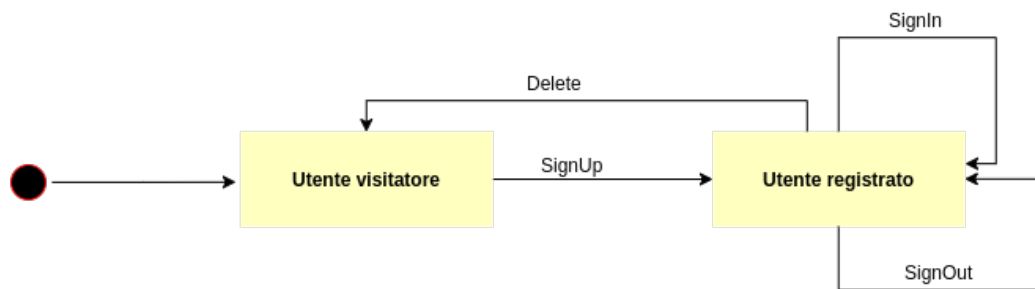 SignIn
Delete
Utente visitatore
SignUp
Utente registrato
SignOut